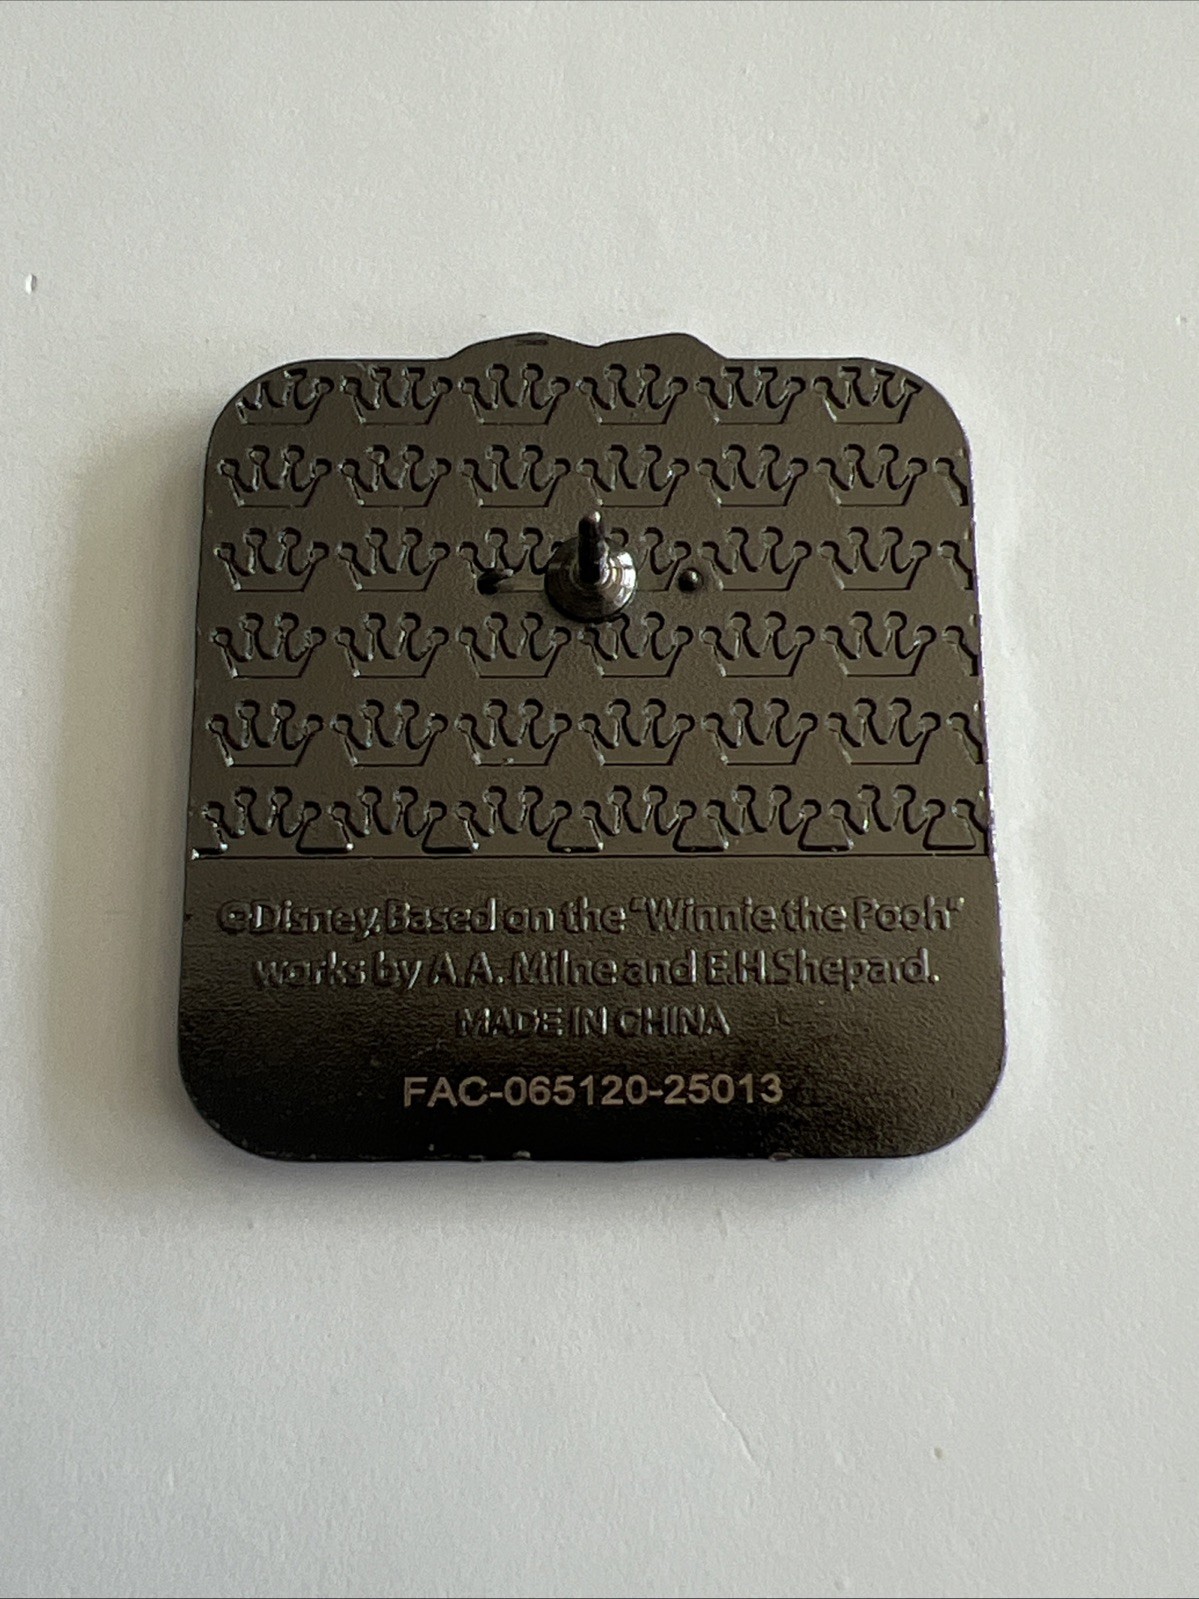 ©Disney. Based on the "Winnie the Pooh"
works by A.A. Milne and E.H.Shepard.
MADE IN CHINA
FAC-065120-25013